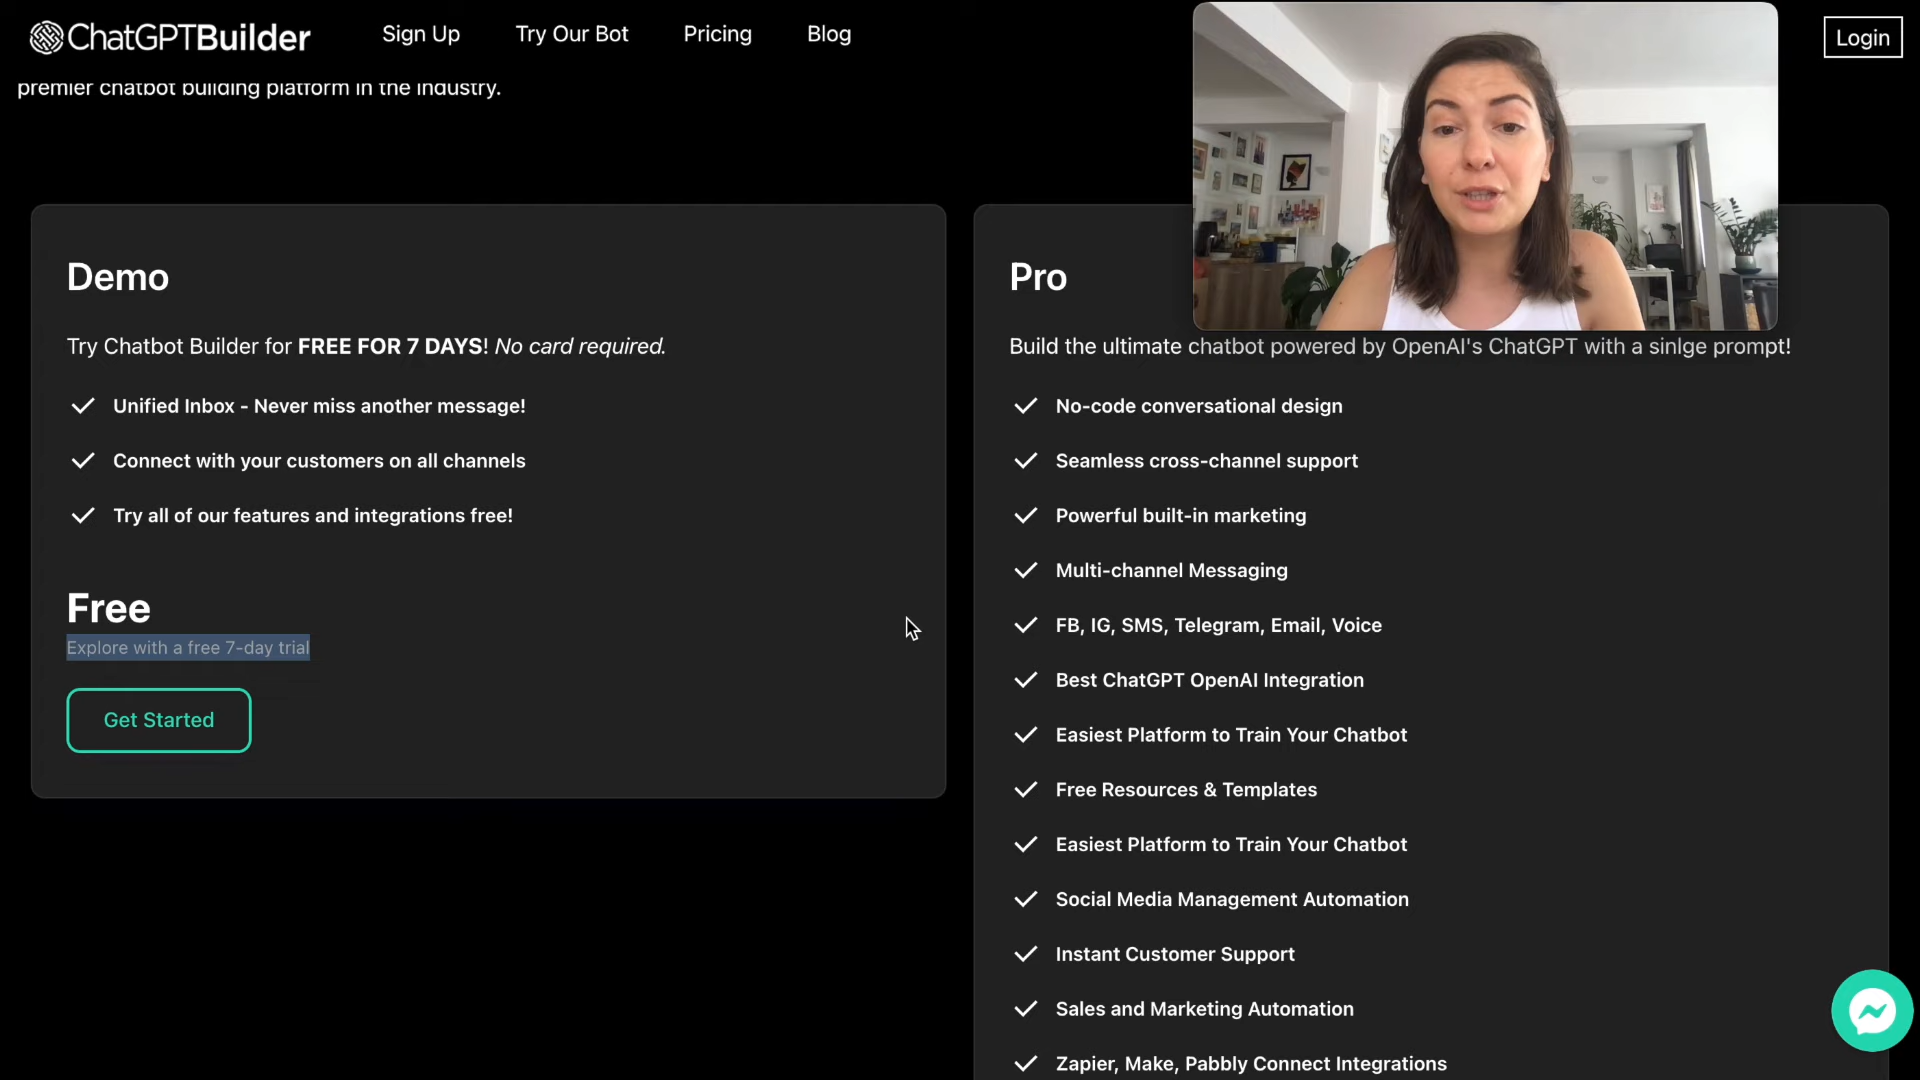 ChatGPTBuilder
Sign Up
Try Our Bot
Pricing
Blog
Login
premier chatbot building platform in the industry.
Demo
Try Chatbot Builder for FREE FOR 7 DAYS! No card required.
Unified Inbox - Never miss another message!
Connect with your customers on all channels
Try all of our features and integrations free!
Free
Explore with a free 7-day trial
Get Started
Pro
Build the ultimate chatbot powered by OpenAI's ChatGPT with a sinlge prompt!
No-code conversational design
Seamless cross-channel support
Powerful built-in marketing
Multi-channel Messaging
FB, IG, SMS, Telegram, Email, Voice
Best ChatGPT OpenAI Integration
Easiest Platform to Train Your Chatbot
Free Resources & Templates
Easiest Platform to Train Your Chatbot
Social Media Management Automation
Instant Customer Support
Sales and Marketing Automation
Zapier, Make, Pabbly Connect Integrations